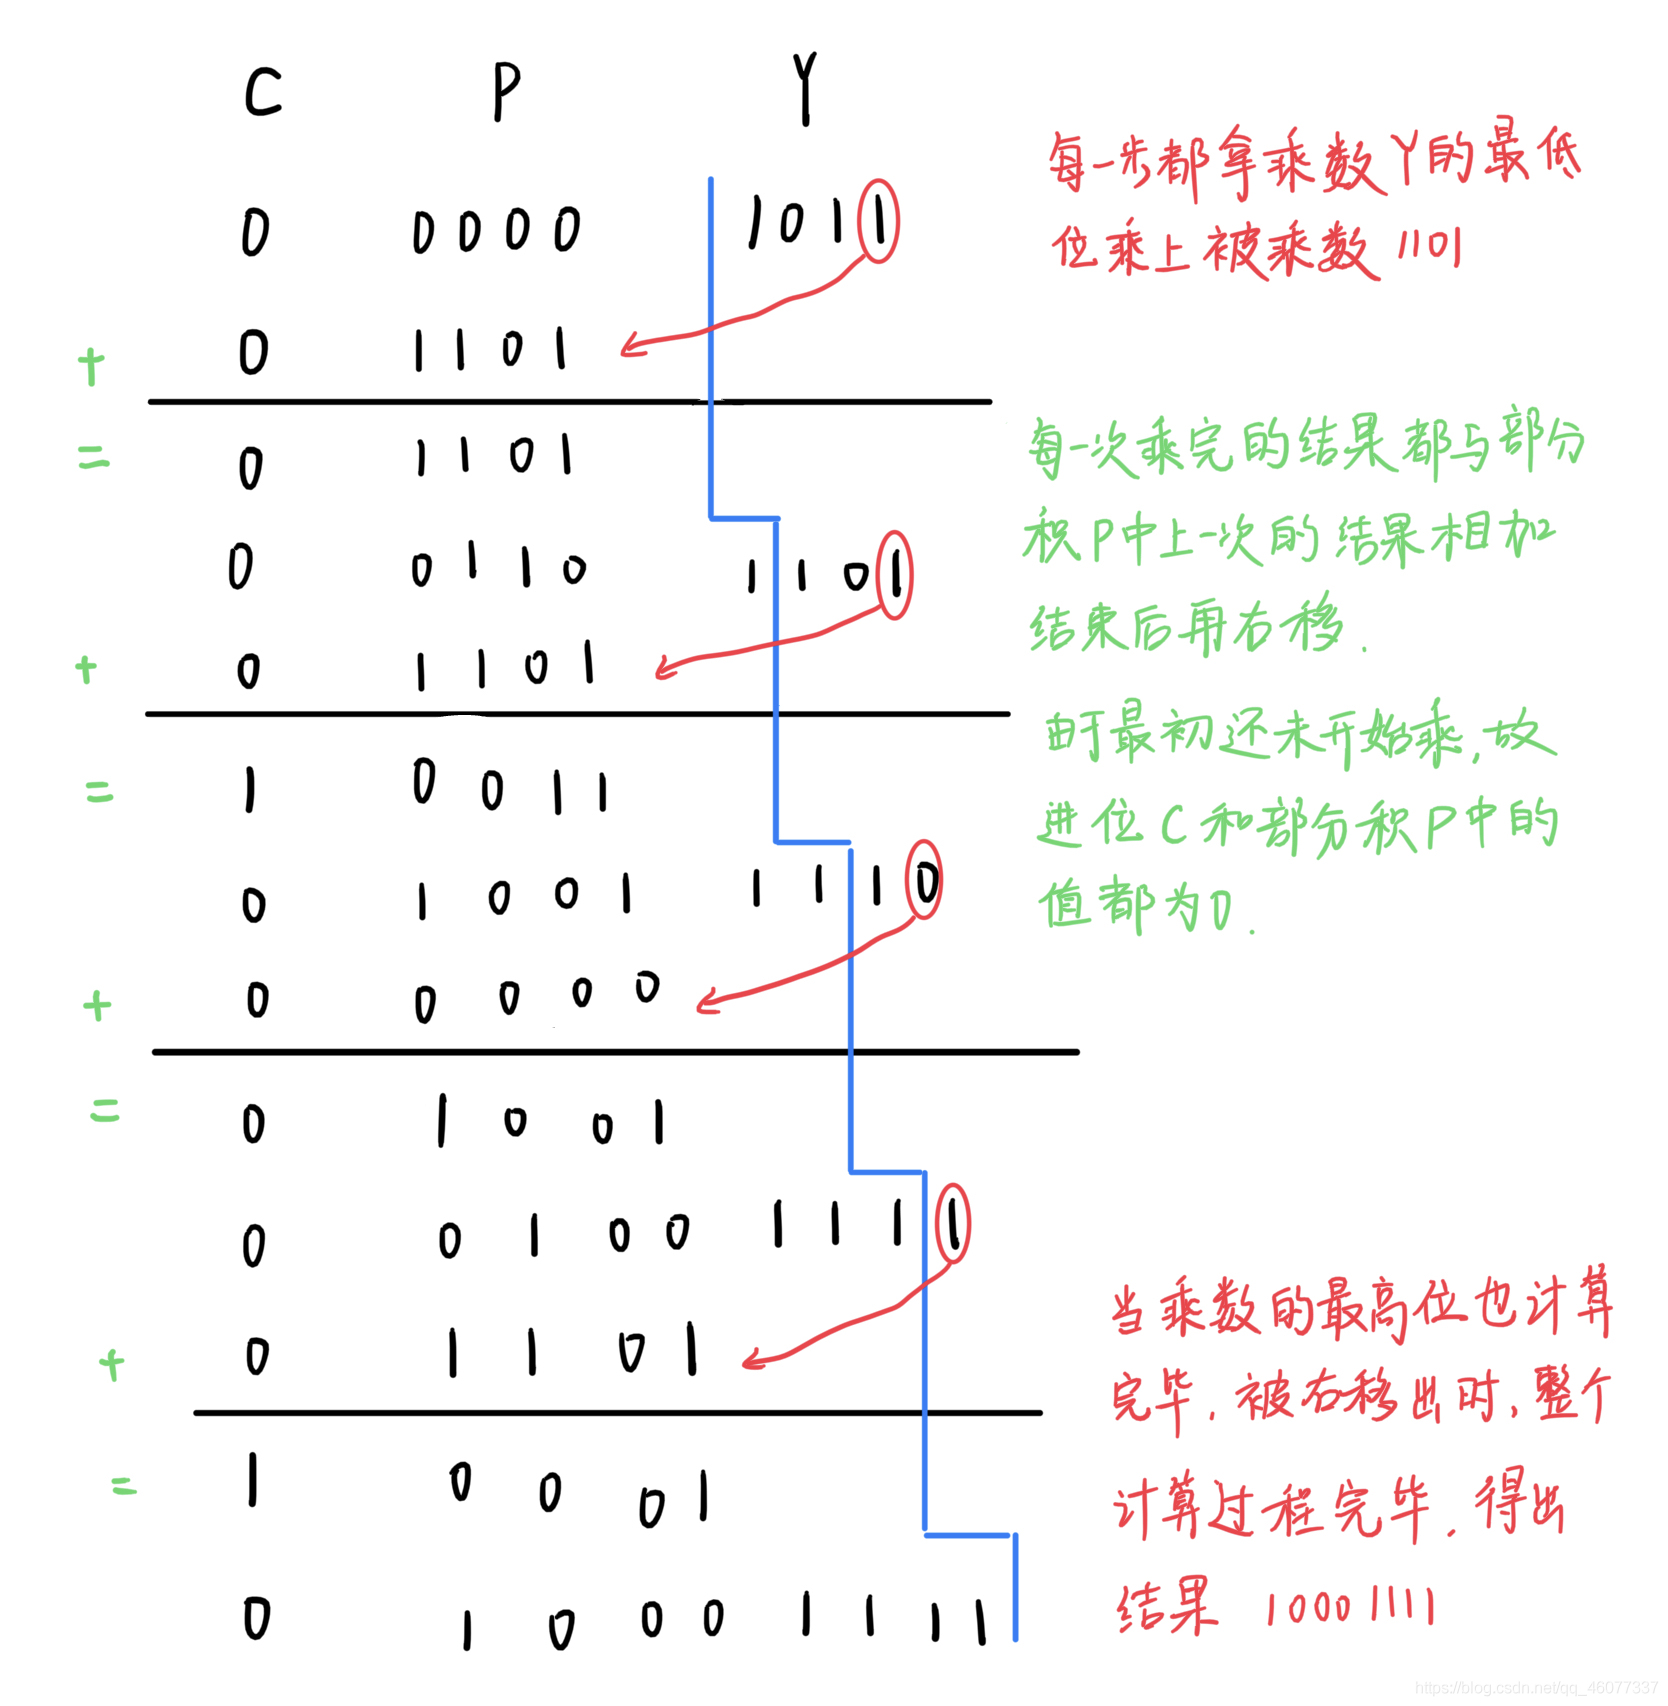 C P Y
每一步都拿乘数Y的最低
位乘上被乘数 1101
0 0000 1011
+ 0 1101
= 0 1101
每一次乘完的结果都与部分
积P中上一次的结果相加
结束后再右移.
0 0110 1101
+ 0 1101
由于最初还未开始乘,故
进位C和部分积P中的
值都为0.
= 1 0011
0 1001 1110
+ 0 0000
= 0 1001
0 0100 1111
+ 0 1101
当乘数的最高位也计算
完毕,被右移出时,整个
计算过程完毕,得出
结果 10001111
= 1 0001
0 1000 1111
https://blog.csdn.net/qq_46077337